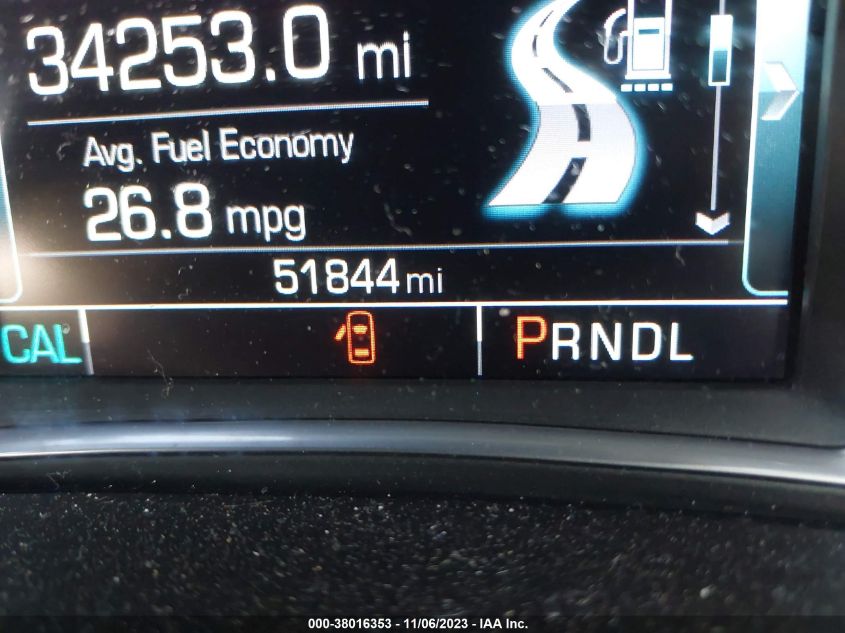 34253.0 mi
Avg. Fuel Economy
26.8 mpg
51844 mi
CAL PRNDL
000-38016353 - 11/06/2023 - IAA Inc.